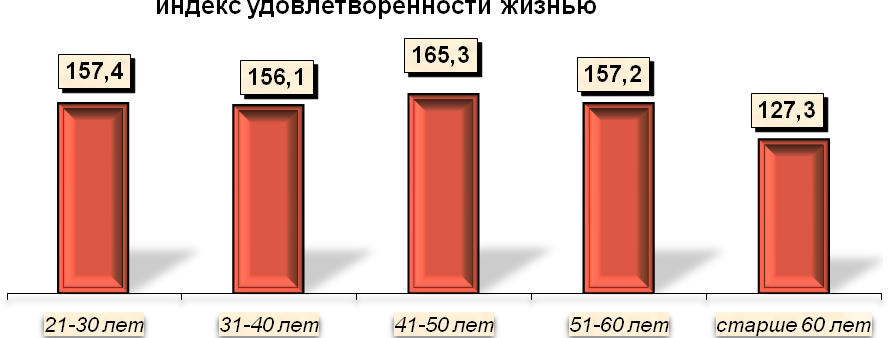 индекс удовлетворенности жизнью
157,4
156,1
165,3
157,2
127,3
21-30 лет
31-40 лет
41-50 лет
51-60 лет
старше 60 лет